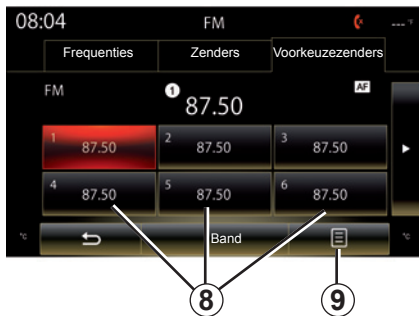 08:04 FM --- °F
Frequenties Zenders Voorkeuzezenders
FM 1 87.50 AF
1 87.50 2 87.50 3 87.50
4 87.50 5 87.50 6 87.50
°C Band °C
8 9